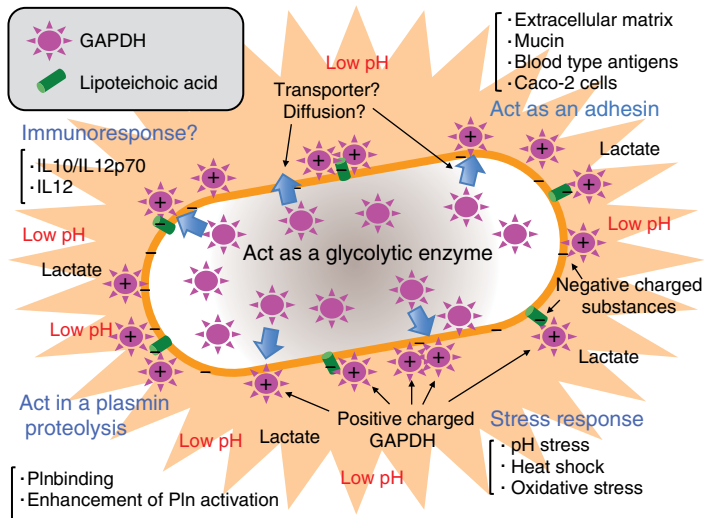 GAPDH
Lipoteichoic acid
· Extracellular matrix
· Mucin
· Blood type antigens
· Caco-2 cells
Act as an adhesin
Low pH
Transporter?
Diffusion?
Immunoresponse?
· IL10/IL12p70
· IL12
Lactate
Low pH
Low pH
Act as a glycolytic enzyme
Lactate
Negative charged
substances
Low pH
Lactate
Act in a plasmin
proteolysis
Positive charged
GAPDH
Stress response
Low pH
Lactate
· pH stress
· Heat shock
· Oxidative stress
Low pH
· Plnbinding
· Enhancement of Pln activation